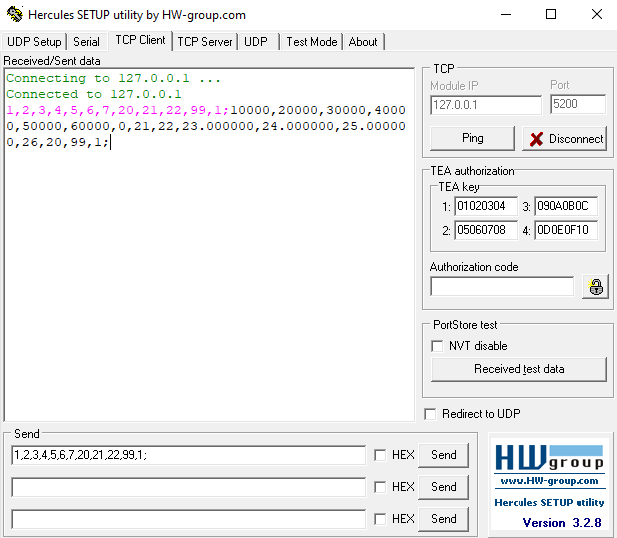 Hercules SETUP utility by HW-group.com
UDP Setup Serial TCP Client TCP Server UDP Test Mode About
Received/Sent data
Connecting to 127.0.0.1 ...
Connected to 127.0.0.1
1,2,3,4,5,6,7,20,21,22,99,1;10000,20000,30000,4000
0,50000,60000,0,21,22,23.000000,24.000000,25.00000
0,26,20,99,1;
TCP
Module IP Port
127.0.0.1 5200
Ping Disconnect
TEA authorization
TEA key
1: 01020304 3: 090A0B0C
2: 05060708 4: 0D0E0F10
Authorization code
PortStore test
NVT disable
Received test data
Redirect to UDP
Send
1,2,3,4,5,6,7,20,21,22,99,1;
HEX Send
HEX Send
HEX Send
HW group
www.HW-group.com
Hercules SETUP utility
Version 3.2.8